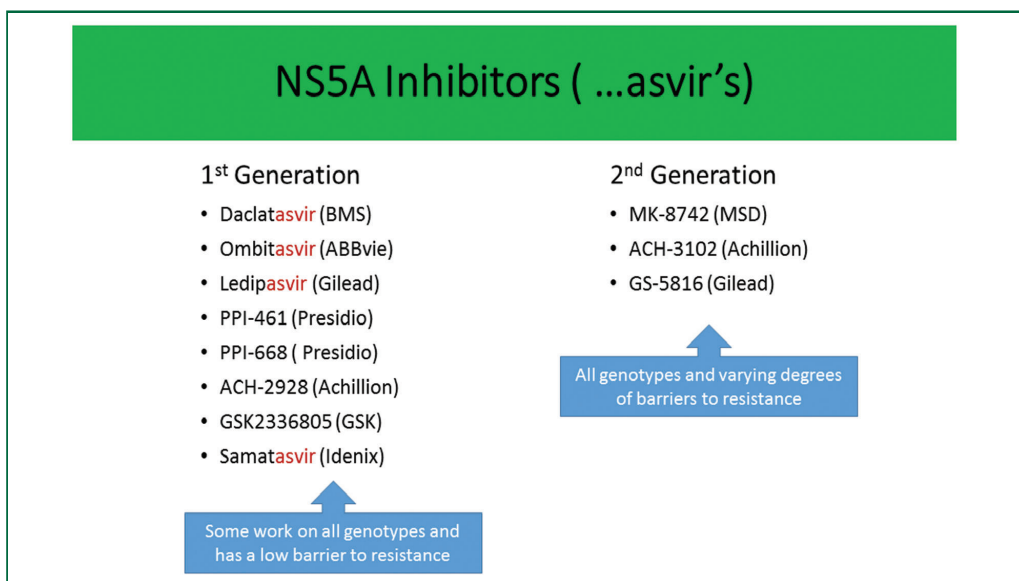 NS5A Inhibitors ( …asvir’s)
1st Generation
• Daclatasvir (BMS)
• Ombitasvir (ABBvie)
• Ledipasvir (Gilead)
• PPI-461 (Presidio)
• PPI-668 ( Presidio)
• ACH-2928 (Achillion)
• GSK2336805 (GSK)
• Samatasvir (Idenix)
Some work on all genotypes and
has a low barrier to resistance
2nd Generation
• MK-8742 (MSD)
• ACH-3102 (Achillion)
• GS-5816 (Gilead)
All genotypes and varying degrees
of barriers to resistance